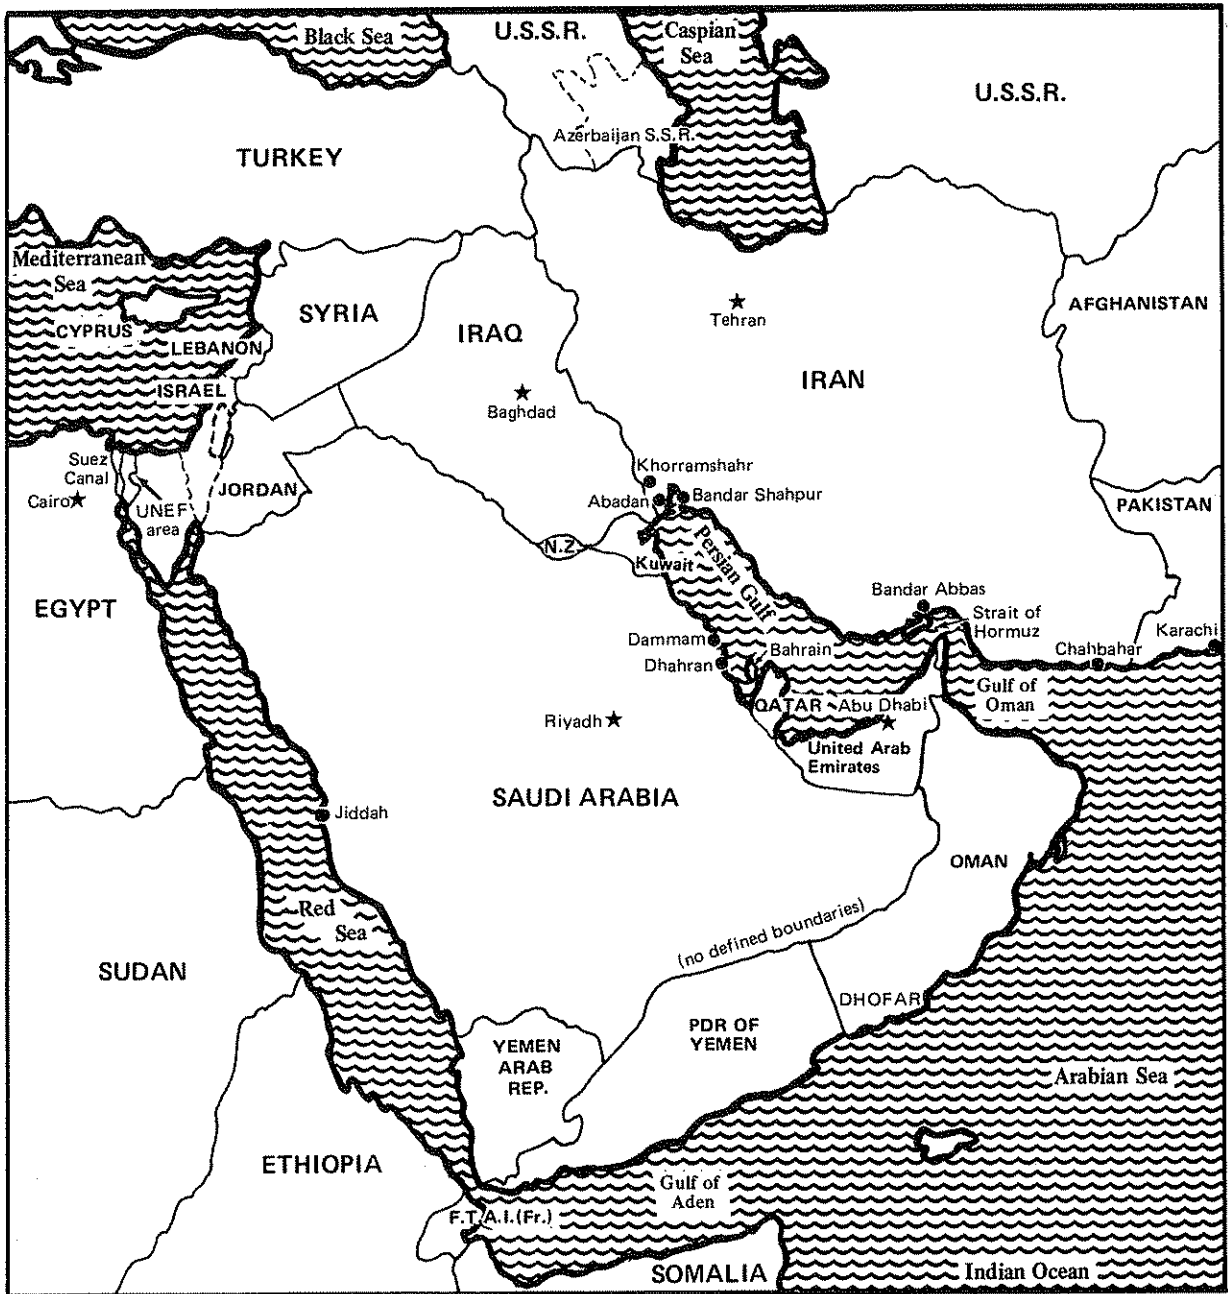 Black Sea
U.S.S.R.
Caspian
Sea
U.S.S.R.
Azerbaijan S.S.R.
TURKEY
Mediterranean
Sea
CYPRUS
SYRIA
LEBANON
ISRAEL
IRAQ
Baghdad
Tehran
IRAN
AFGHANISTAN
Suez
Canal
Cairo
UNEF
area
JORDAN
Khorramshahr
Abadan
Bandar Shahpur
PAKISTAN
N.Z.
Kuwait
Persian Gulf
EGYPT
Bandar Abbas
Strait of
Hormuz
Chahbahar
Karachi
Dammam
Dhahran
Bahrain
Gulf of
Oman
QATAR
Abu Dhabi
Riyadh
United Arab
Emirates
SAUDI ARABIA
Jiddah
OMAN
Red
Sea
(no defined boundaries)
SUDAN
DHOFAR
PDR OF
YEMEN
YEMEN
ARAB
REP.
Arabian Sea
ETHIOPIA
Gulf of
Aden
F.T.A.I.(Fr.)
SOMALIA
Indian Ocean